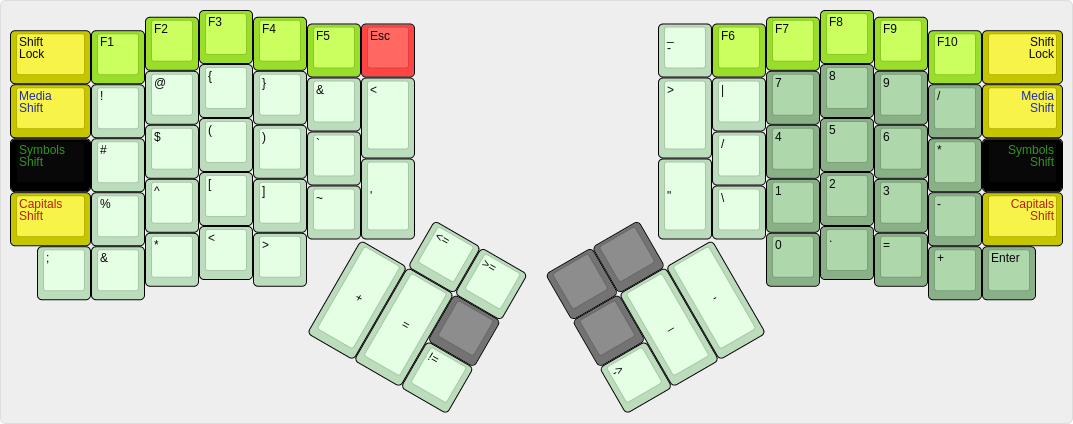 Shift
Lock
F1
F2
F3
F4
F5
Esc
Media
Shift
!
@
{
}
&
<
Symbols
Shift
#
$
(
)
`
Capitals
Shift
%
^
[
]
~
'
;
&
*
<
>
+
=
<=
>=
!=
_
-
F6
F7
F8
F9
F10
Shift
Lock
>
|
7
8
9
/
Media
Shift
/
4
5
6
*
Symbols
Shift
"
\
1
2
3
-
Capitals
Shift
0
.
=
+
Enter
_
-
->